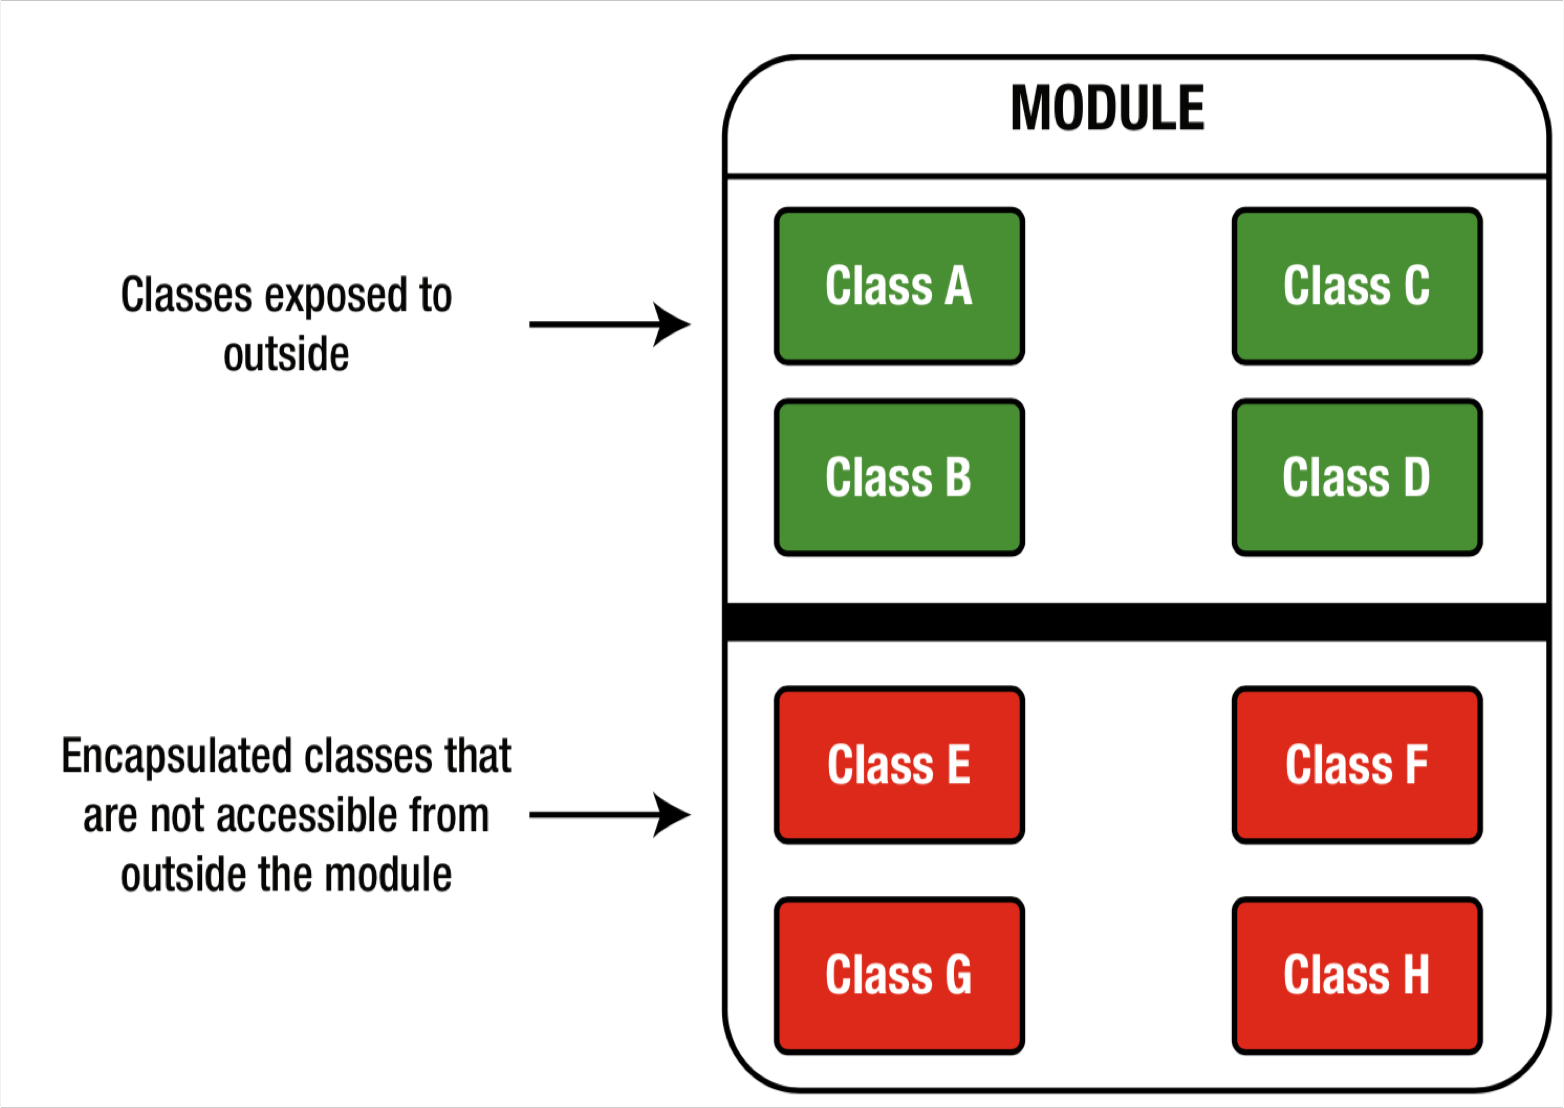 MODULE
Classes exposed to
outside
Class A
Class C
Class B
Class D
Encapsulated classes that
are not accessible from
outside the module
Class E
Class F
Class G
Class H